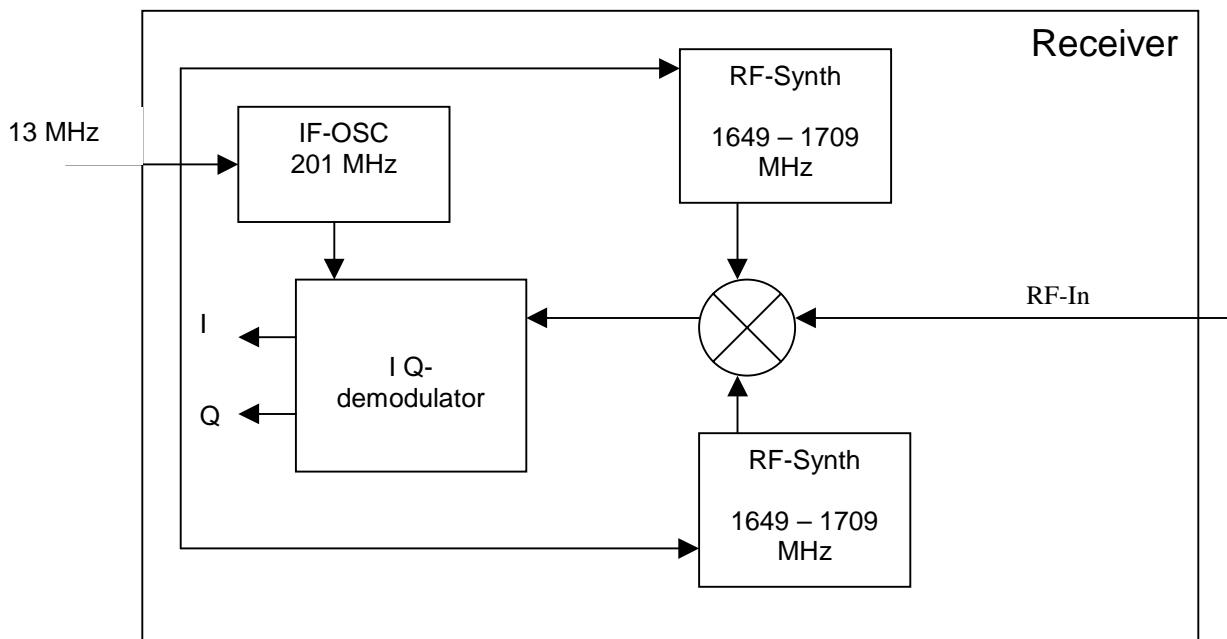 Receiver
RF-Synth
1649 – 1709
MHz
13 MHz
IF-OSC
201 MHz
RF-In
I
Q
I Q-
demodulator
RF-Synth
1649 – 1709
MHz